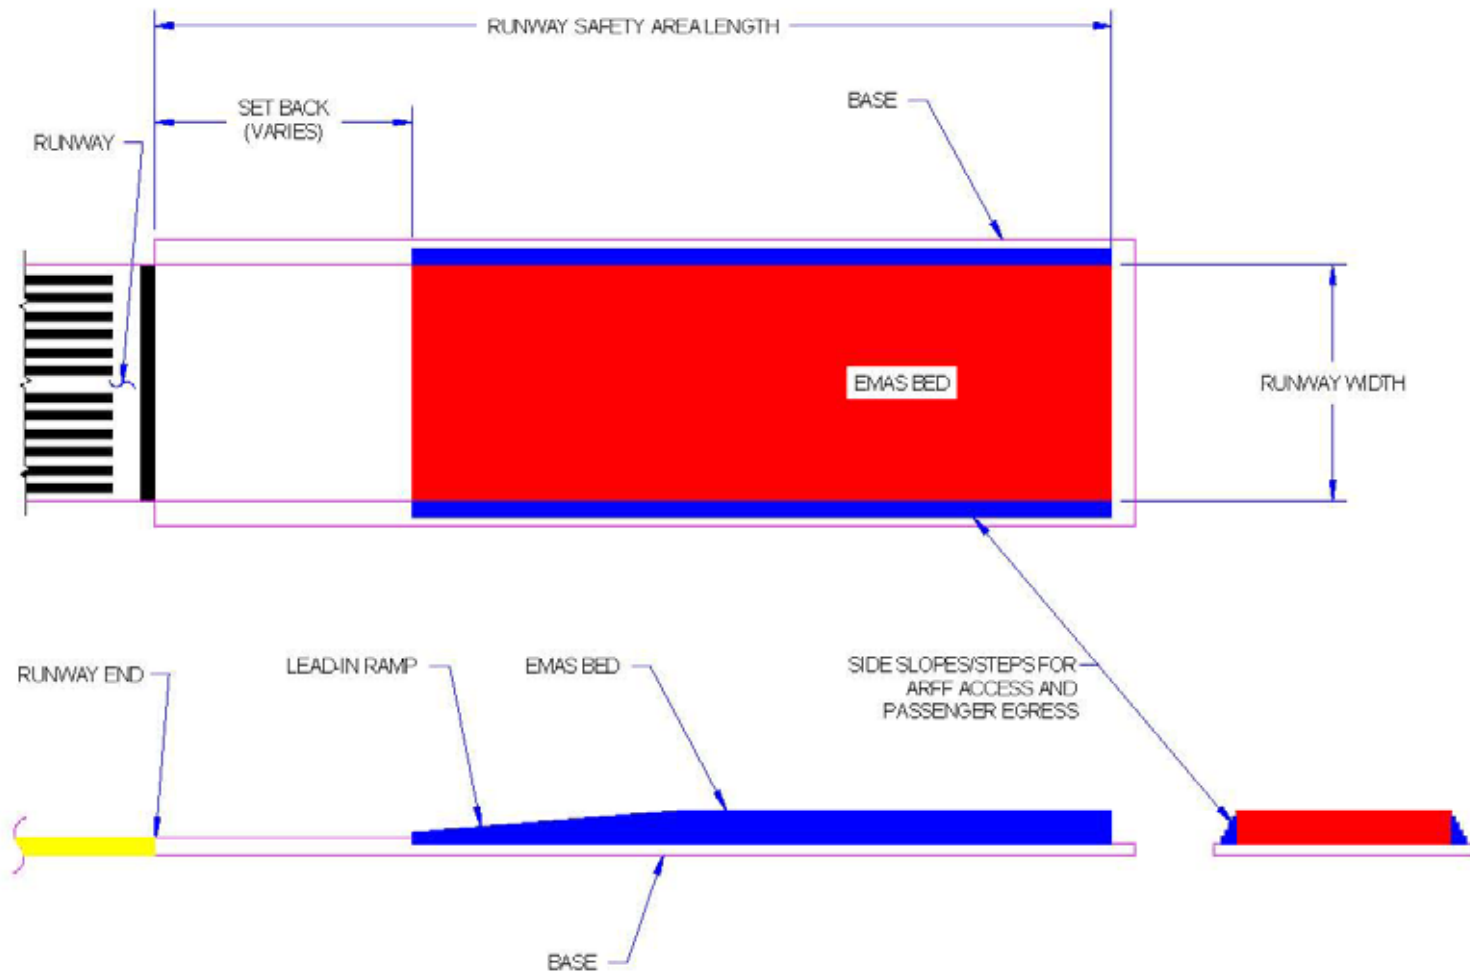 RUNWAY SAFETY AREA LENGTH
SET BACK
(VARIES)
BASE
RUNWAY
EMAS BED
RUNWAY WIDTH
RUNWAY END
LEAD-IN RAMP
EMAS BED
SIDE SLOPES/STEPS FOR
ARFF ACCESS AND
PASSENGER EGRESS
BASE